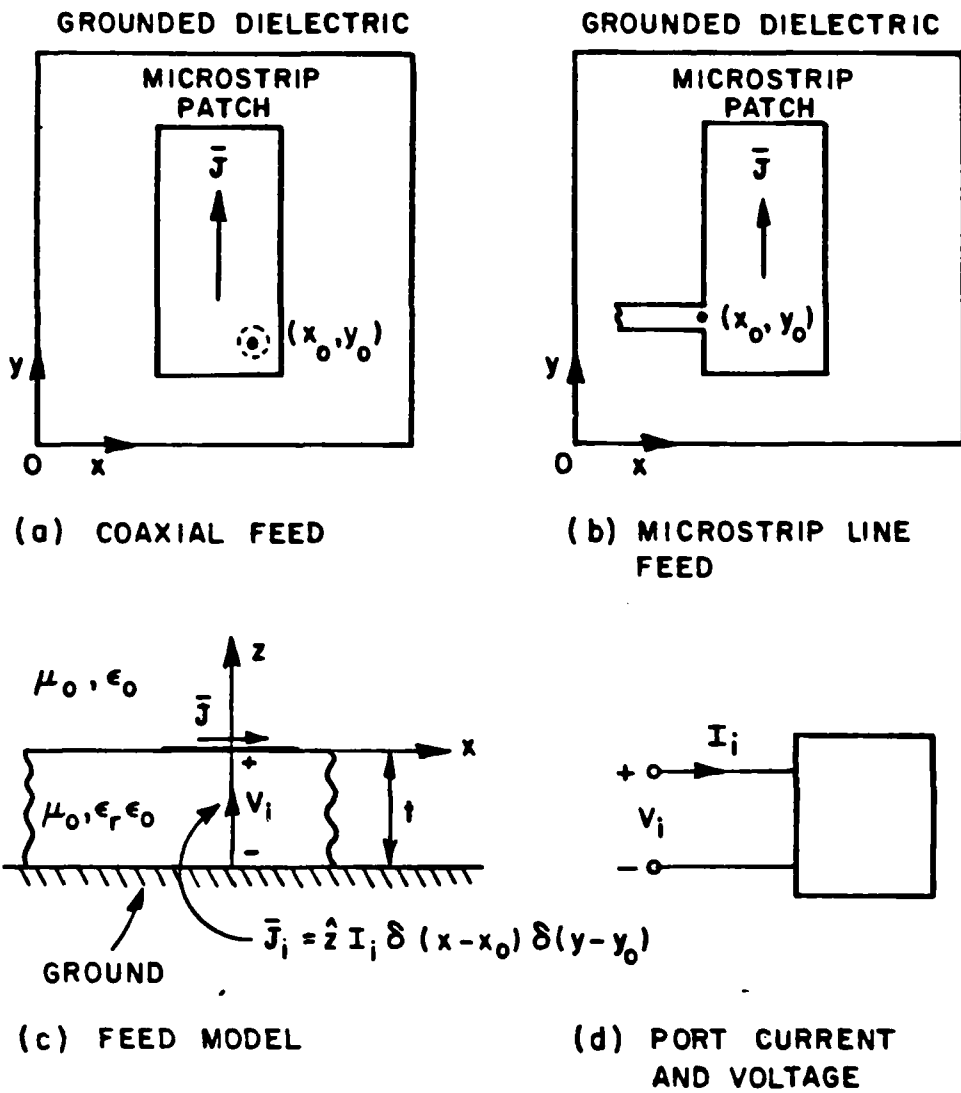 GROUNDED DIELECTRIC
MICROSTRIP
PATCH
J̄
(x₀,y₀)
y
O
x
(a) COAXIAL FEED
GROUNDED DIELECTRIC
MICROSTRIP
PATCH
J̄
(x₀,y₀)
y
O
x
(b) MICROSTRIP LINE
FEED
z
μ₀,ϵ₀
J̄
x
+
μ₀,ϵᵣϵ₀
Vᵢ
t
-
J̄ᵢ = ẑ Iᵢ δ (x-x₀) δ(y-y₀)
GROUND
(c) FEED MODEL
Iᵢ
+
Vᵢ
-
(d) PORT CURRENT
AND VOLTAGE